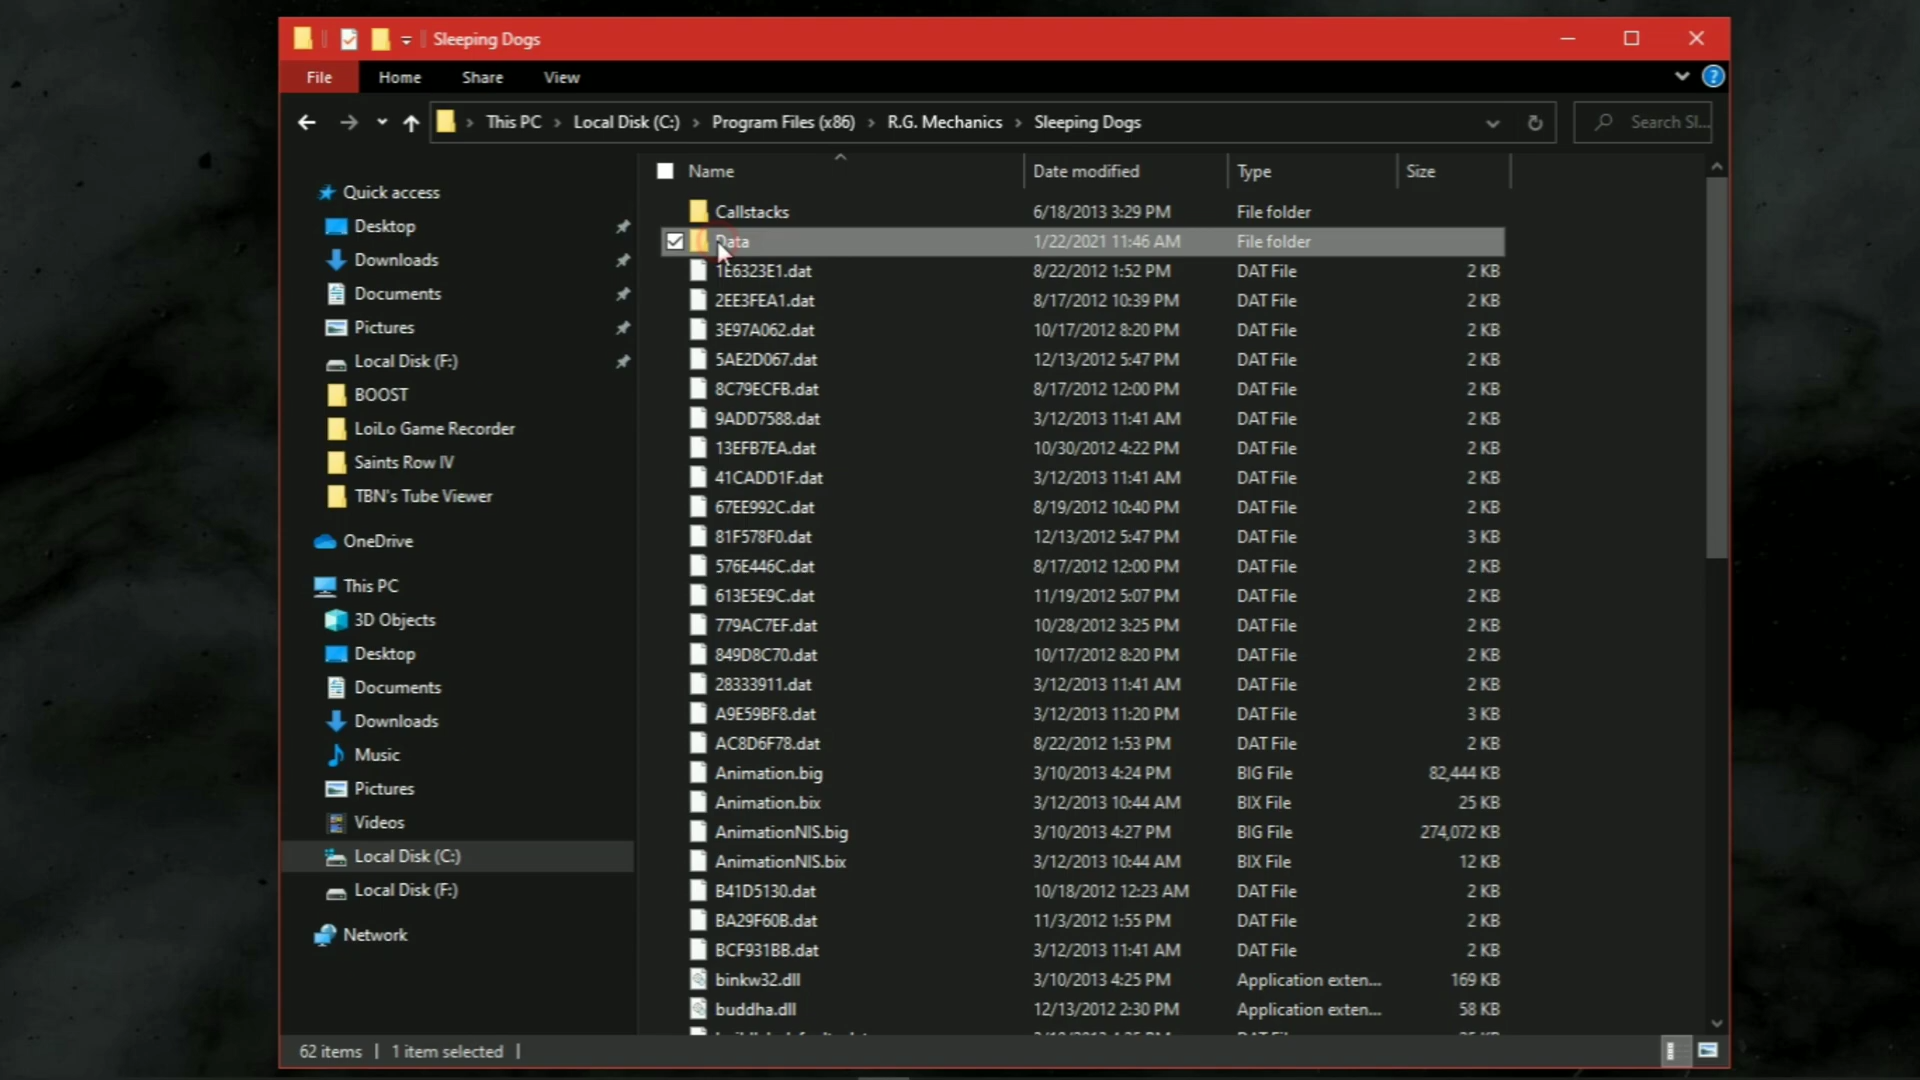 Sleeping Dogs
File Home Share View
This PC Local Disk (C:) Program Files (x86) R.G. Mechanics Sleeping Dogs Search Sl...
Name Date modified Type Size
Quick access
Desktop
Downloads
Documents
Pictures
Local Disk (F:)
BOOST
LoiLo Game Recorder
Saints Row IV
TBN's Tube Viewer
OneDrive
This PC
3D Objects
Desktop
Documents
Downloads
Music
Pictures
Videos
Local Disk (C:)
Local Disk (F:)
Network
Callstacks 6/18/2013 3:29 PM File folder
Data 1/22/2021 11:46 AM File folder
1E6323E1.dat 8/22/2012 1:52 PM DAT File 2 KB
2EE3FEA1.dat 8/17/2012 10:39 PM DAT File 2 KB
3E97A062.dat 10/17/2012 8:20 PM DAT File 2 KB
5AE2D067.dat 12/13/2012 5:47 PM DAT File 2 KB
8C79ECFB.dat 8/17/2012 12:00 PM DAT File 2 KB
9ADD7588.dat 3/12/2013 11:41 AM DAT File 2 KB
13EFB7EA.dat 10/30/2012 4:22 PM DAT File 2 KB
41CADD1F.dat 3/12/2013 11:41 AM DAT File 2 KB
67EE992C.dat 8/19/2012 10:40 PM DAT File 2 KB
81F578F0.dat 12/13/2012 5:47 PM DAT File 3 KB
576E446C.dat 8/17/2012 12:00 PM DAT File 2 KB
613E5E9C.dat 11/19/2012 5:07 PM DAT File 2 KB
779AC7EF.dat 10/28/2012 3:25 PM DAT File 2 KB
849D8C70.dat 10/17/2012 8:20 PM DAT File 2 KB
28333911.dat 3/12/2013 11:41 AM DAT File 2 KB
A9E59BF8.dat 3/12/2013 11:20 PM DAT File 3 KB
AC8D6F78.dat 8/22/2012 1:53 PM DAT File 2 KB
Animation.big 3/10/2013 4:24 PM BIG File 82,444 KB
Animation.bix 3/12/2013 10:44 AM BIX File 25 KB
AnimationNIS.big 3/10/2013 4:27 PM BIG File 274,072 KB
AnimationNIS.bix 3/12/2013 10:44 AM BIX File 12 KB
B41D5130.dat 10/18/2012 12:23 AM DAT File 2 KB
BA29F60B.dat 11/3/2012 1:55 PM DAT File 2 KB
BCF931BB.dat 3/12/2013 11:41 AM DAT File 2 KB
binkw32.dll 3/10/2013 4:25 PM Application exten... 169 KB
buddha.dll 12/13/2012 2:30 PM Application exten... 58 KB
62 items 1 item selected